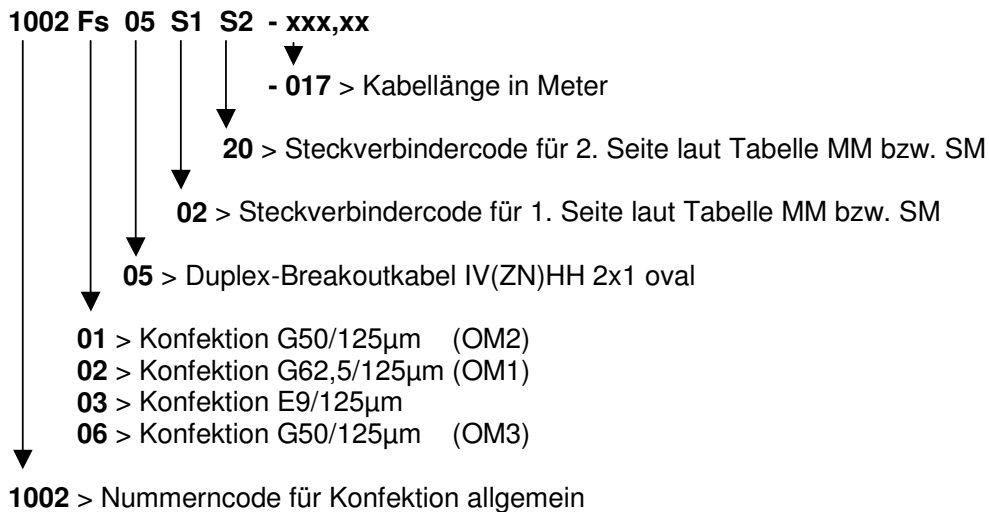 1002 Fs 05 S1 S2 - xxx,xx
- 017 > Kabellänge in Meter
20 > Steckverbindercode für 2. Seite laut Tabelle MM bzw. SM
02 > Steckverbindercode für 1. Seite laut Tabelle MM bzw. SM
05 > Duplex-Breakoutkabel IV(ZN)HH 2x1 oval
01 > Konfektion G50/125µm (OM2)
02 > Konfektion G62,5/125µm (OM1)
03 > Konfektion E9/125µm
06 > Konfektion G50/125µm (OM3)
1002 > Nummerncode für Konfektion allgemein